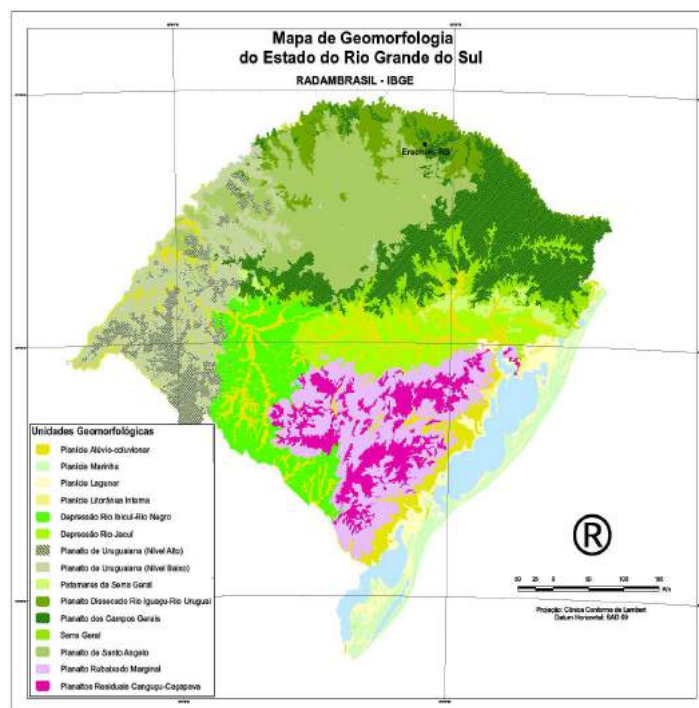 Mapa de Geomorfologia
do Estado do Rio Grande do Sul
RADAMBRASIL - IBGE
Erechim, RS
Unidades Geomorfológicas
Planície Alúvio-coluvionar
Planície Marinha
Planície Lagunar
Planície Litorânea Interna
Depressão Rio Ibicuí-Rio Negro
Depressão Rio Jacuí
Planalto de Uruguaiana (Nível Alto)
Planalto de Uruguaiana (Nível Baixo)
Patamares da Serra Geral
Planalto Dissecado Rio Iguaçu-Rio Uruguai
Planalto dos Campos Gerais
Serra Geral
Planalto de Santo Angelo
Planalto Rebaixado Marginal
Planaltos Residuais Canguçu-Caçapava
®
50 25 0 50 100 150
Km
Projeção: Cônica Conforme de Lambert
Datum Horizontal: SAD 69